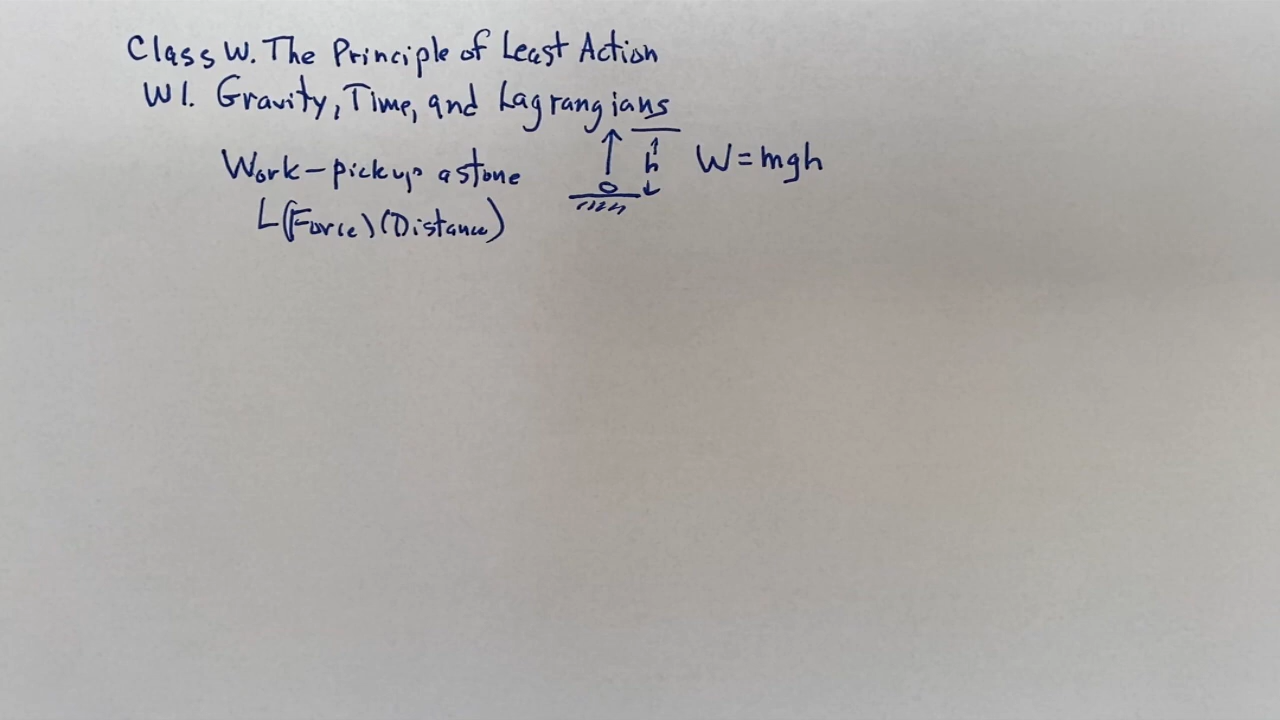 Class W. The Principle of Least Action
W1. Gravity, Time, and Lagrangians
Work - pick up a stone h W = mgh
(Force)(Distance)